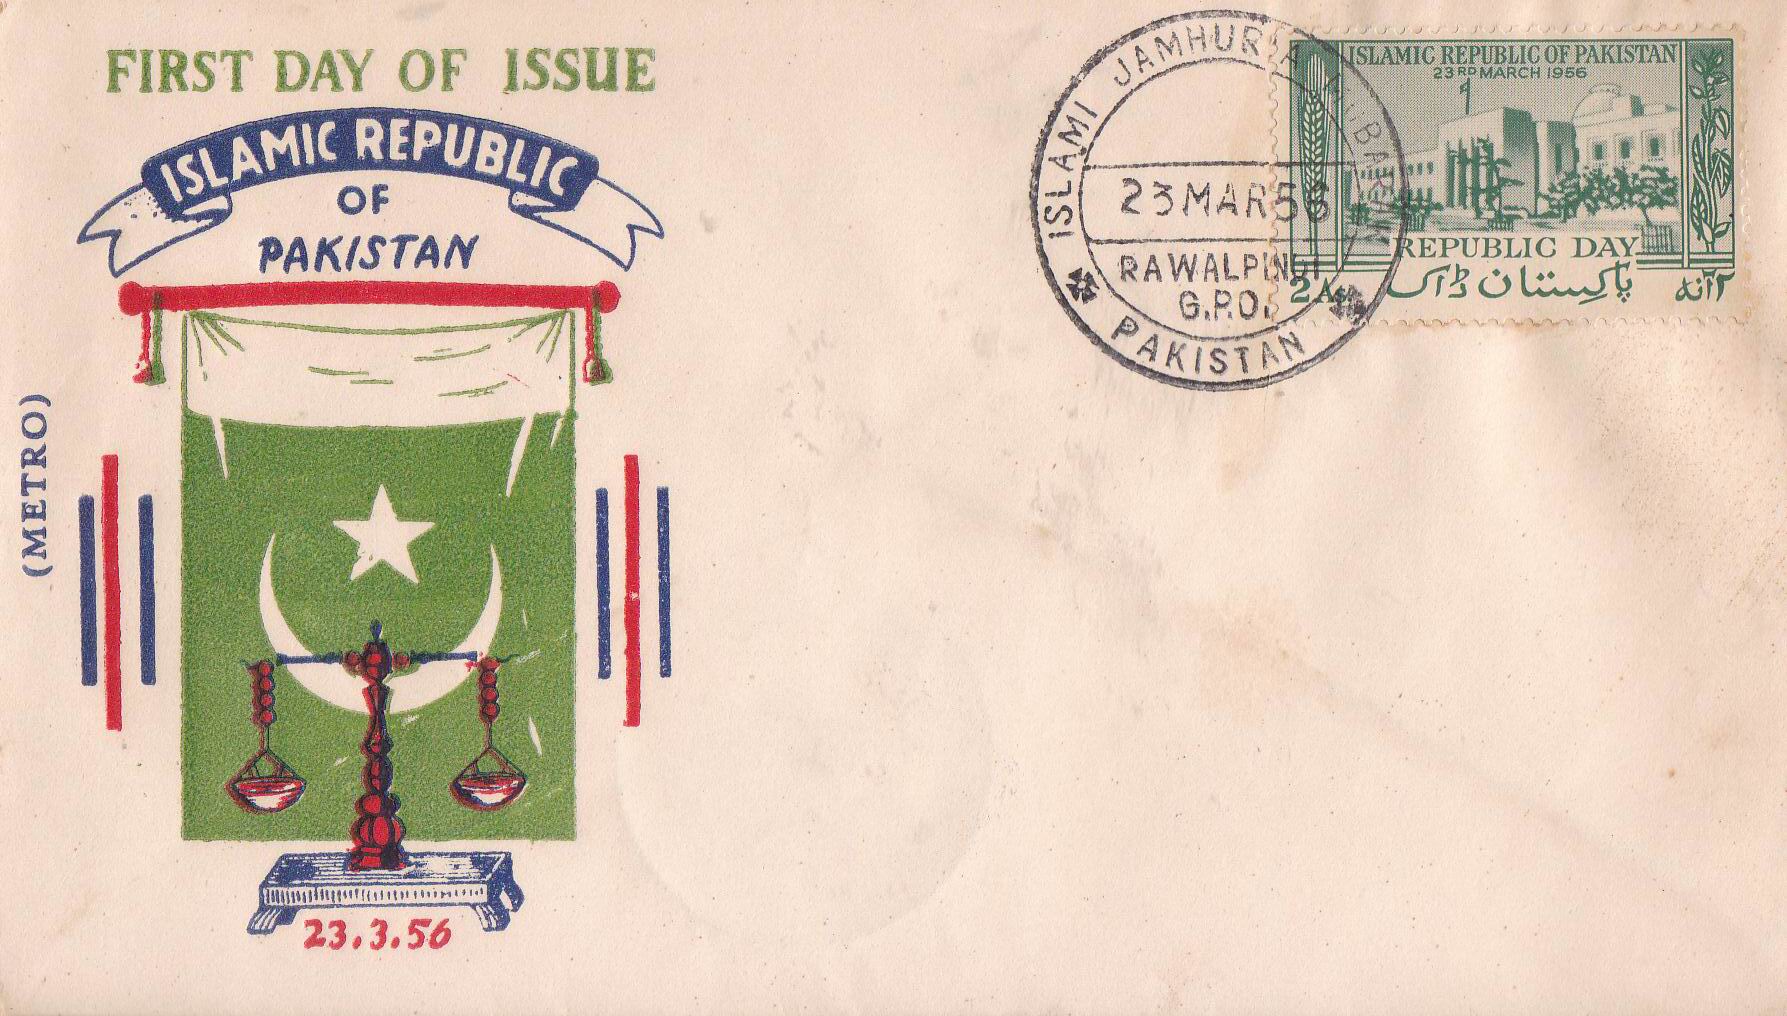 FIRST DAY OF ISSUE
ISLAMIC REPUBLIC
OF
PAKISTAN
(METRO)
23.3.56
ISLAMI JAMHURIA MUBARAK
23 MAR 56
RAWALPINDI
G.P.O.
PAKISTAN
ISLAMIC REPUBLIC OF PAKISTAN
23RD MARCH 1956
REPUBLIC DAY
2 As.
پاکستان ڈاک
۲ آنہ